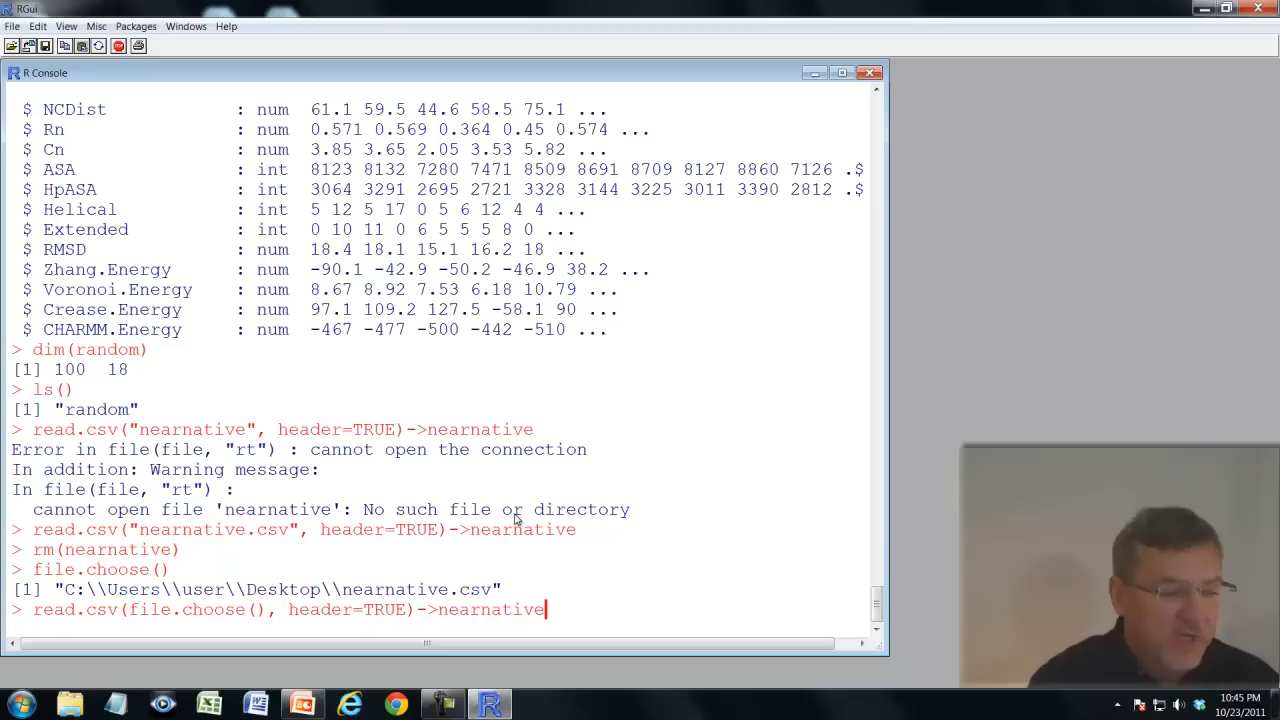 RGui
File Edit View Misc Packages Windows Help
R Console
$ NCDist : num 61.1 59.5 44.6 58.5 75.1 ...
$ Rn : num 0.571 0.569 0.364 0.45 0.574 ...
$ Cn : num 3.85 3.65 2.05 3.53 5.82 ...
$ ASA : int 8123 8132 7280 7471 8509 8691 8709 8127 8860 7126 .$
$ HpASA : int 3064 3291 2695 2721 3328 3144 3225 3011 3390 2812 .$
$ Helical : int 5 12 5 17 0 5 6 12 4 4 ...
$ Extended : int 0 10 11 0 6 5 5 5 8 0 ...
$ RMSD : num 18.4 18.1 15.1 16.2 18 ...
$ Zhang.Energy : num -90.1 -42.9 -50.2 -46.9 38.2 ...
$ Voronoi.Energy : num 8.67 8.92 7.53 6.18 10.79 ...
$ Crease.Energy : num 97.1 109.2 127.5 -58.1 90 ...
$ CHARMM.Energy : num -467 -477 -500 -442 -510 ...
> dim(random)
[1] 100 18
> ls()
[1] "random"
> read.csv("nearnative", header=TRUE)->nearnative
Error in file(file, "rt") : cannot open the connection
In addition: Warning message:
In file(file, "rt") :
cannot open file 'nearnative': No such file or directory
> read.csv("nearnative.csv", header=TRUE)->nearnative
> rm(nearnative)
> file.choose()
[1] "C:\\Users\\user\\Desktop\\nearnative.csv"
> read.csv(file.choose(), header=TRUE)->nearnative
10:45 PM
10/23/2011